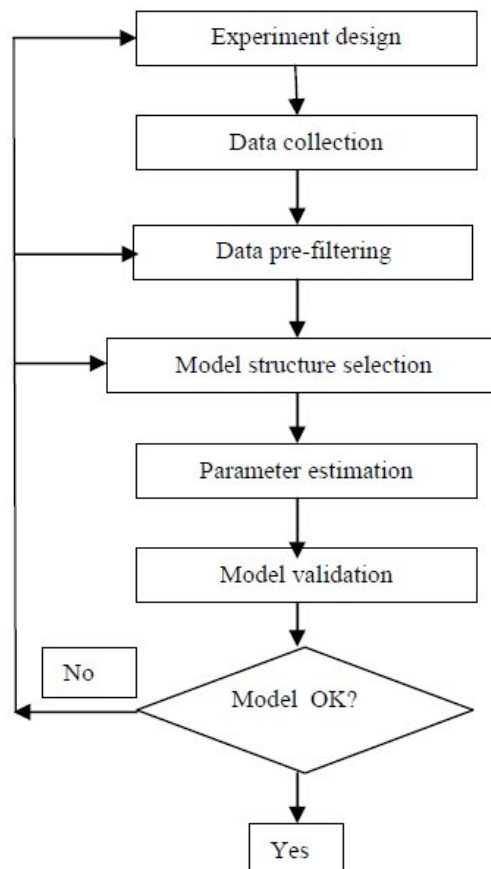 Experiment design
Data collection
Data pre-filtering
Model structure selection
Parameter estimation
Model validation
No
Model OK?
Yes